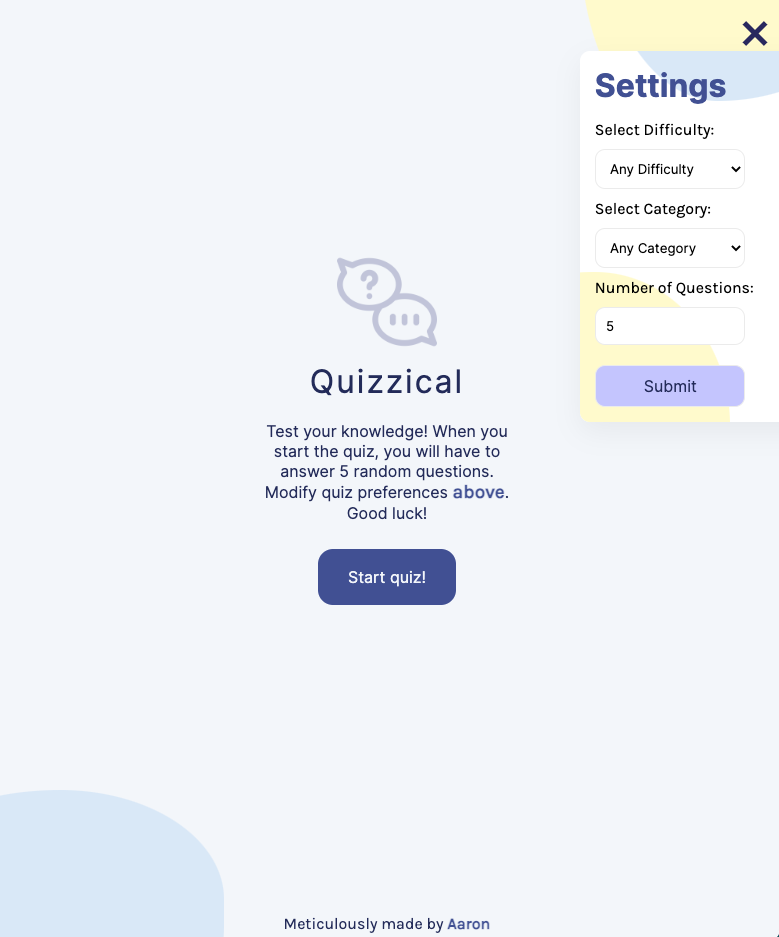 Settings
Select Difficulty:
Any Difficulty
Select Category:
Any Category
Number of Questions:
5
Submit
Quizzical
Test your knowledge! When you
start the quiz, you will have to
answer 5 random questions.
Modify quiz preferences above.
Good luck!
Start quiz!
Meticulously made by Aaron